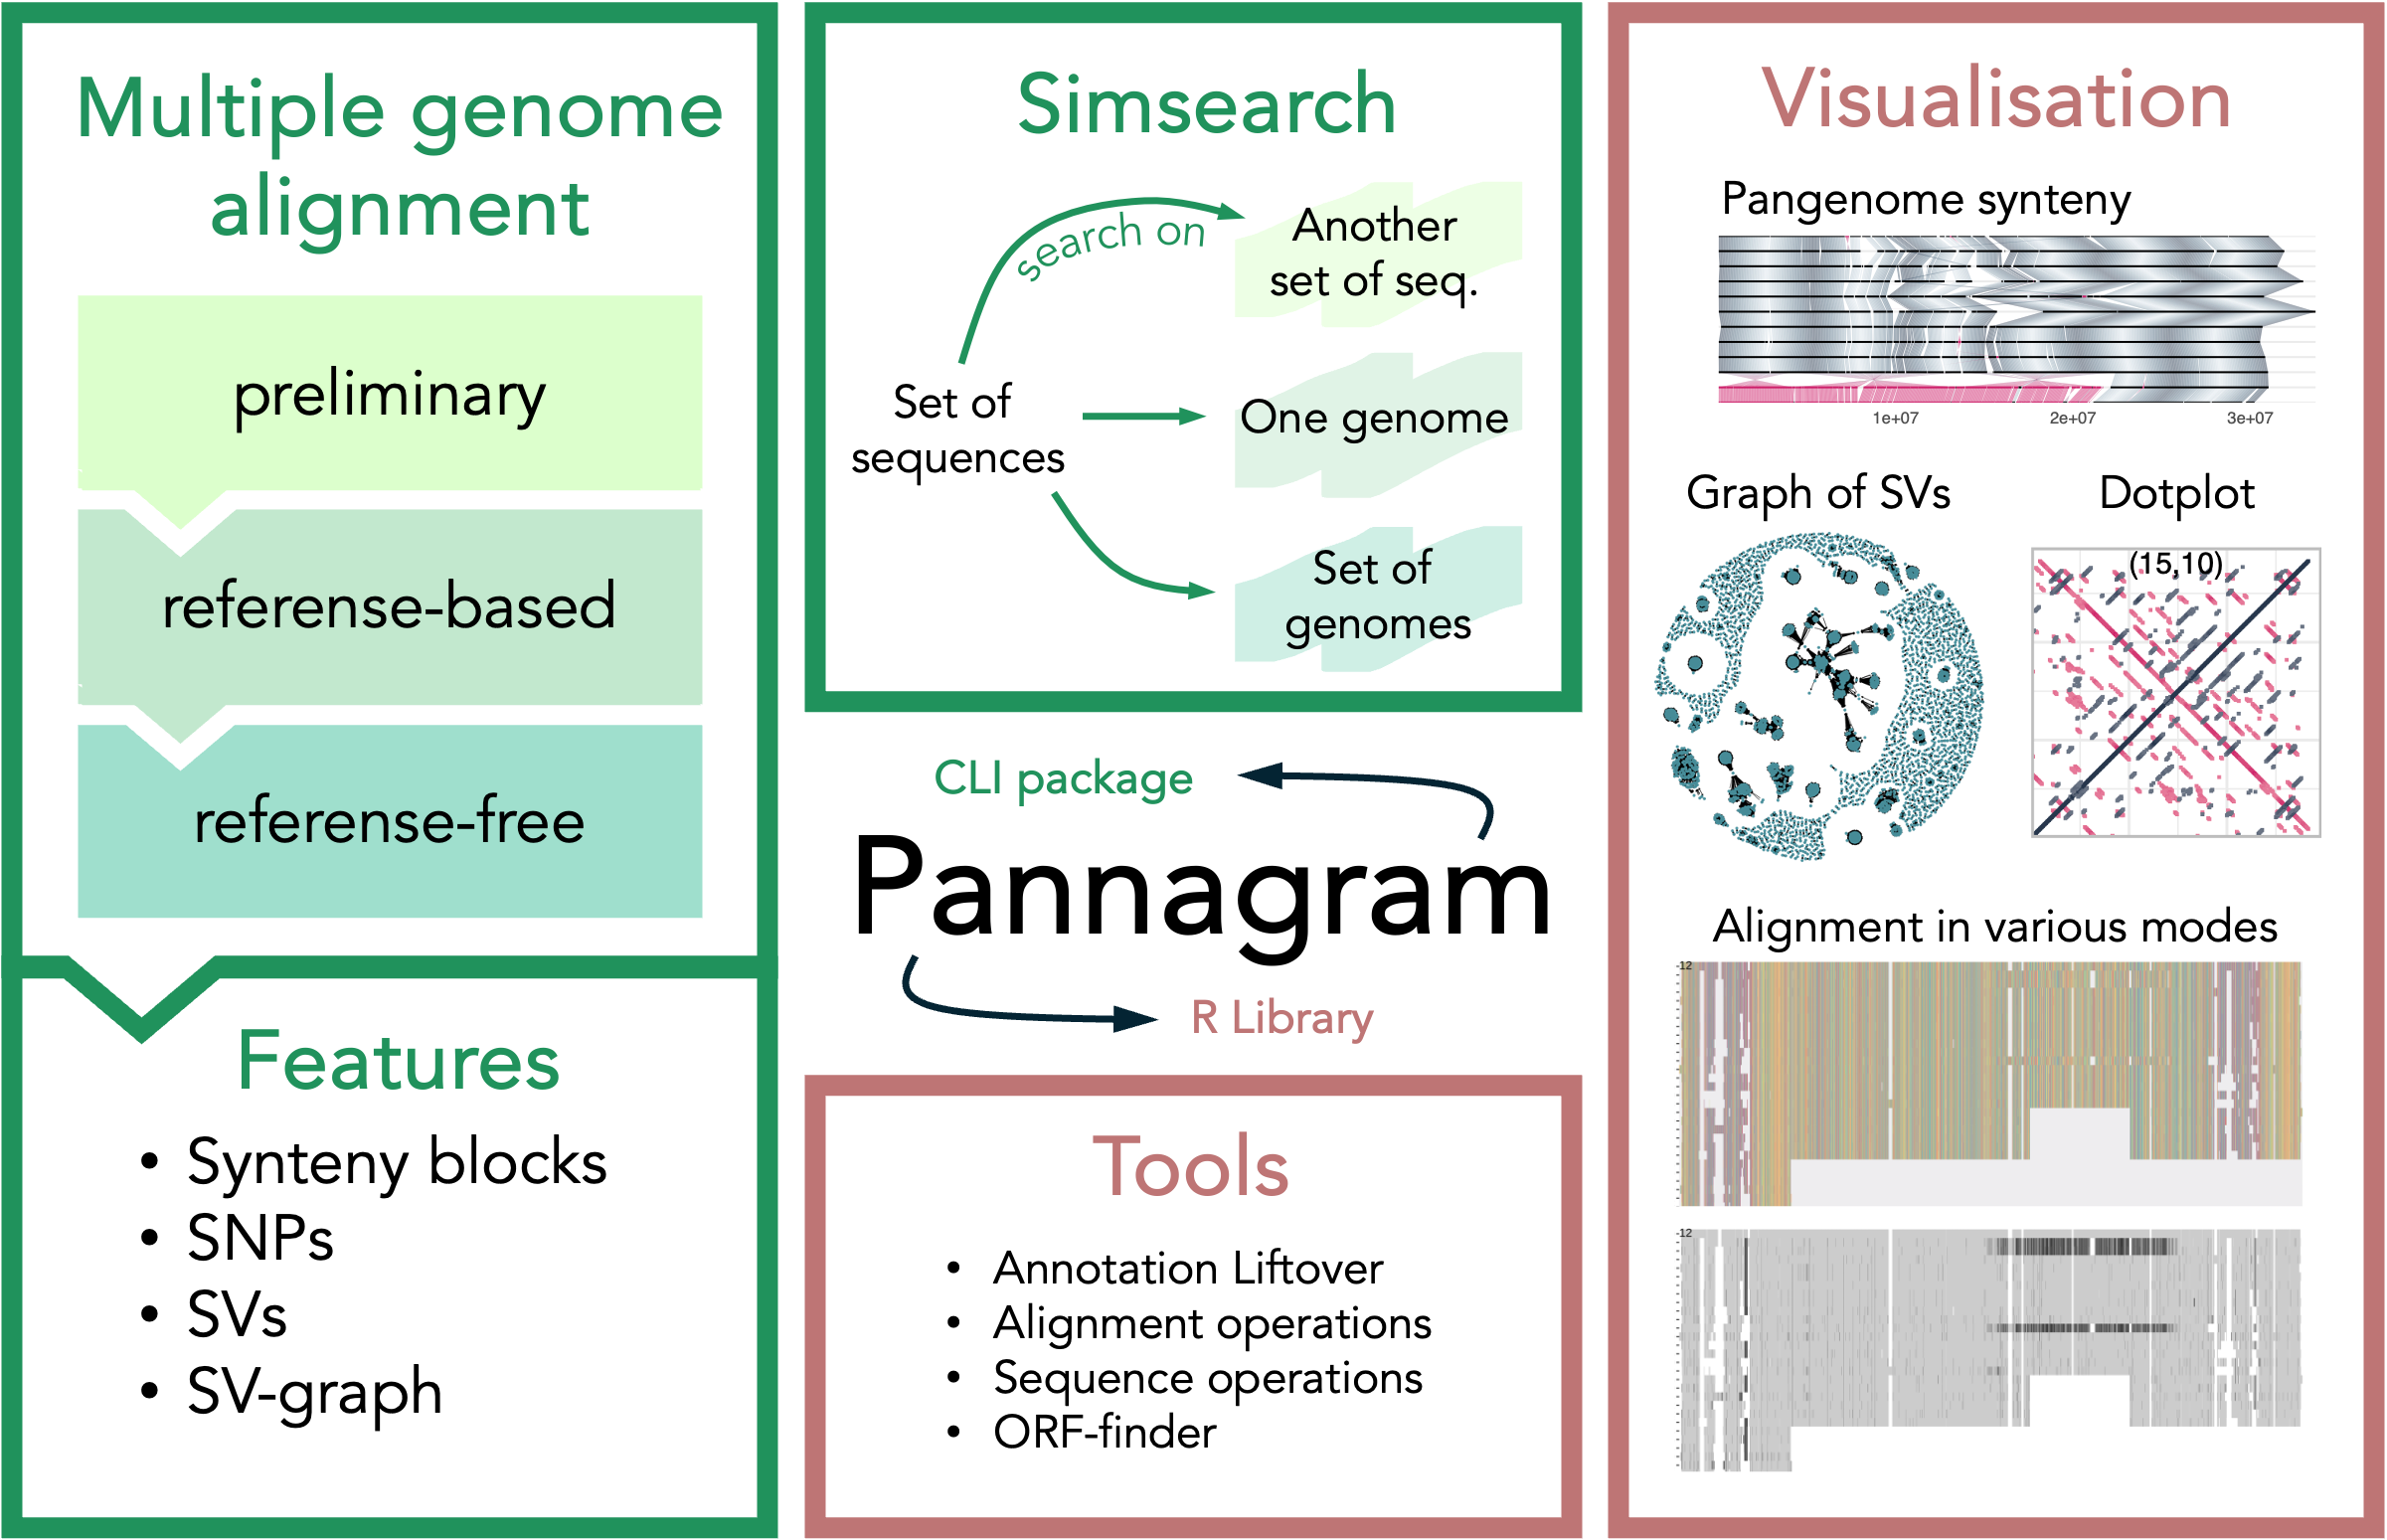 Multiple genome
alignment
preliminary
referense-based
referense-free
Features
• Synteny blocks
• SNPs
• SVs
• SV-graph
Simsearch
search on
Another
set of seq.
Set of
sequences
One genome
Set of
genomes
CLI package
Pannagram
R Library
Tools
• Annotation Liftover
• Alignment operations
• Sequence operations
• ORF-finder
Visualisation
Pangenome synteny
1e+07 2e+07 3e+07
Graph of SVs
Dotplot
(15,10)
Alignment in various modes
-12
-12